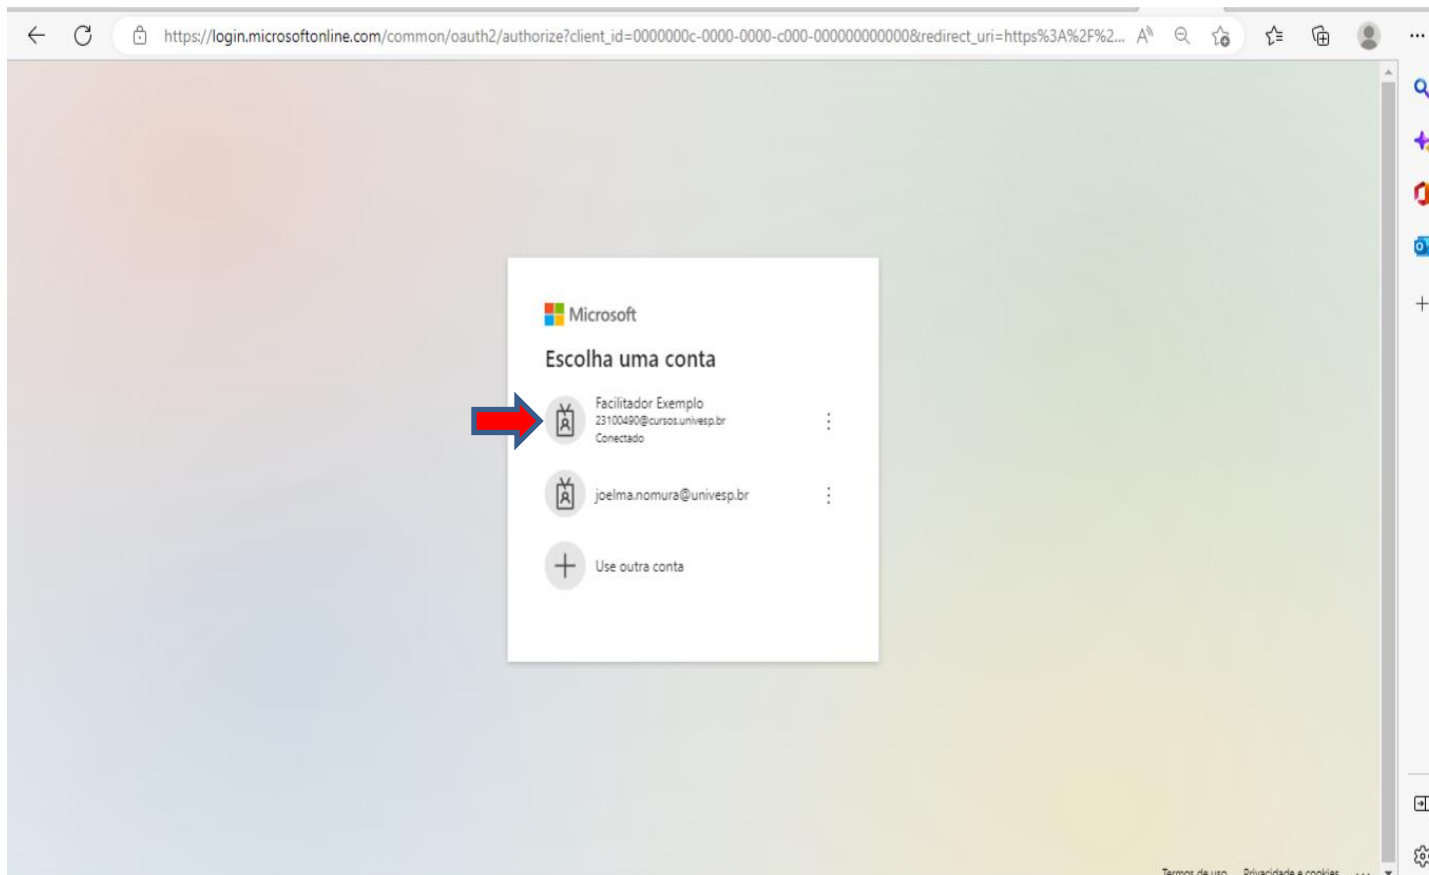 https://login.microsoftonline.com/common/oauth2/authorize?client_id=0000000c-0000-0000-c000-000000000000&redirect_uri=https%3A%2F%2...
Microsoft
Escolha uma conta
Facilitador Exemplo
23100490@cursos.univesp.br
Conectado
joelma.nomura@univesp.br
Use outra conta
Termos de uso Privacidade e cookies ...